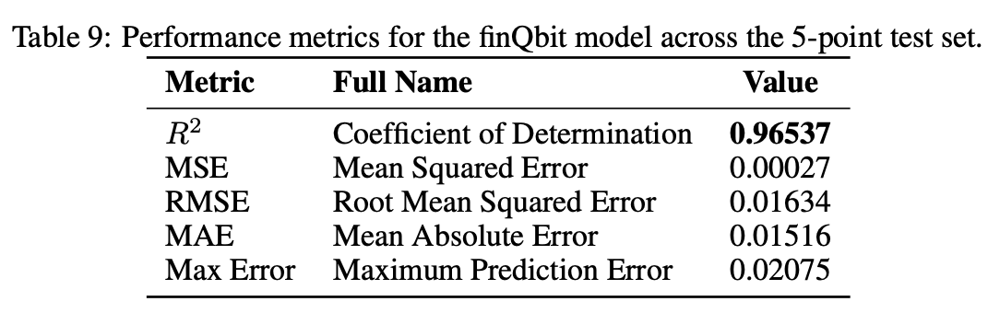 Table 9: Performance metrics for the finQbit model across the 5-point test set.
Metric Full Name Value
R² Coefficient of Determination 0.96537
MSE Mean Squared Error 0.00027
RMSE Root Mean Squared Error 0.01634
MAE Mean Absolute Error 0.01516
Max Error Maximum Prediction Error 0.02075